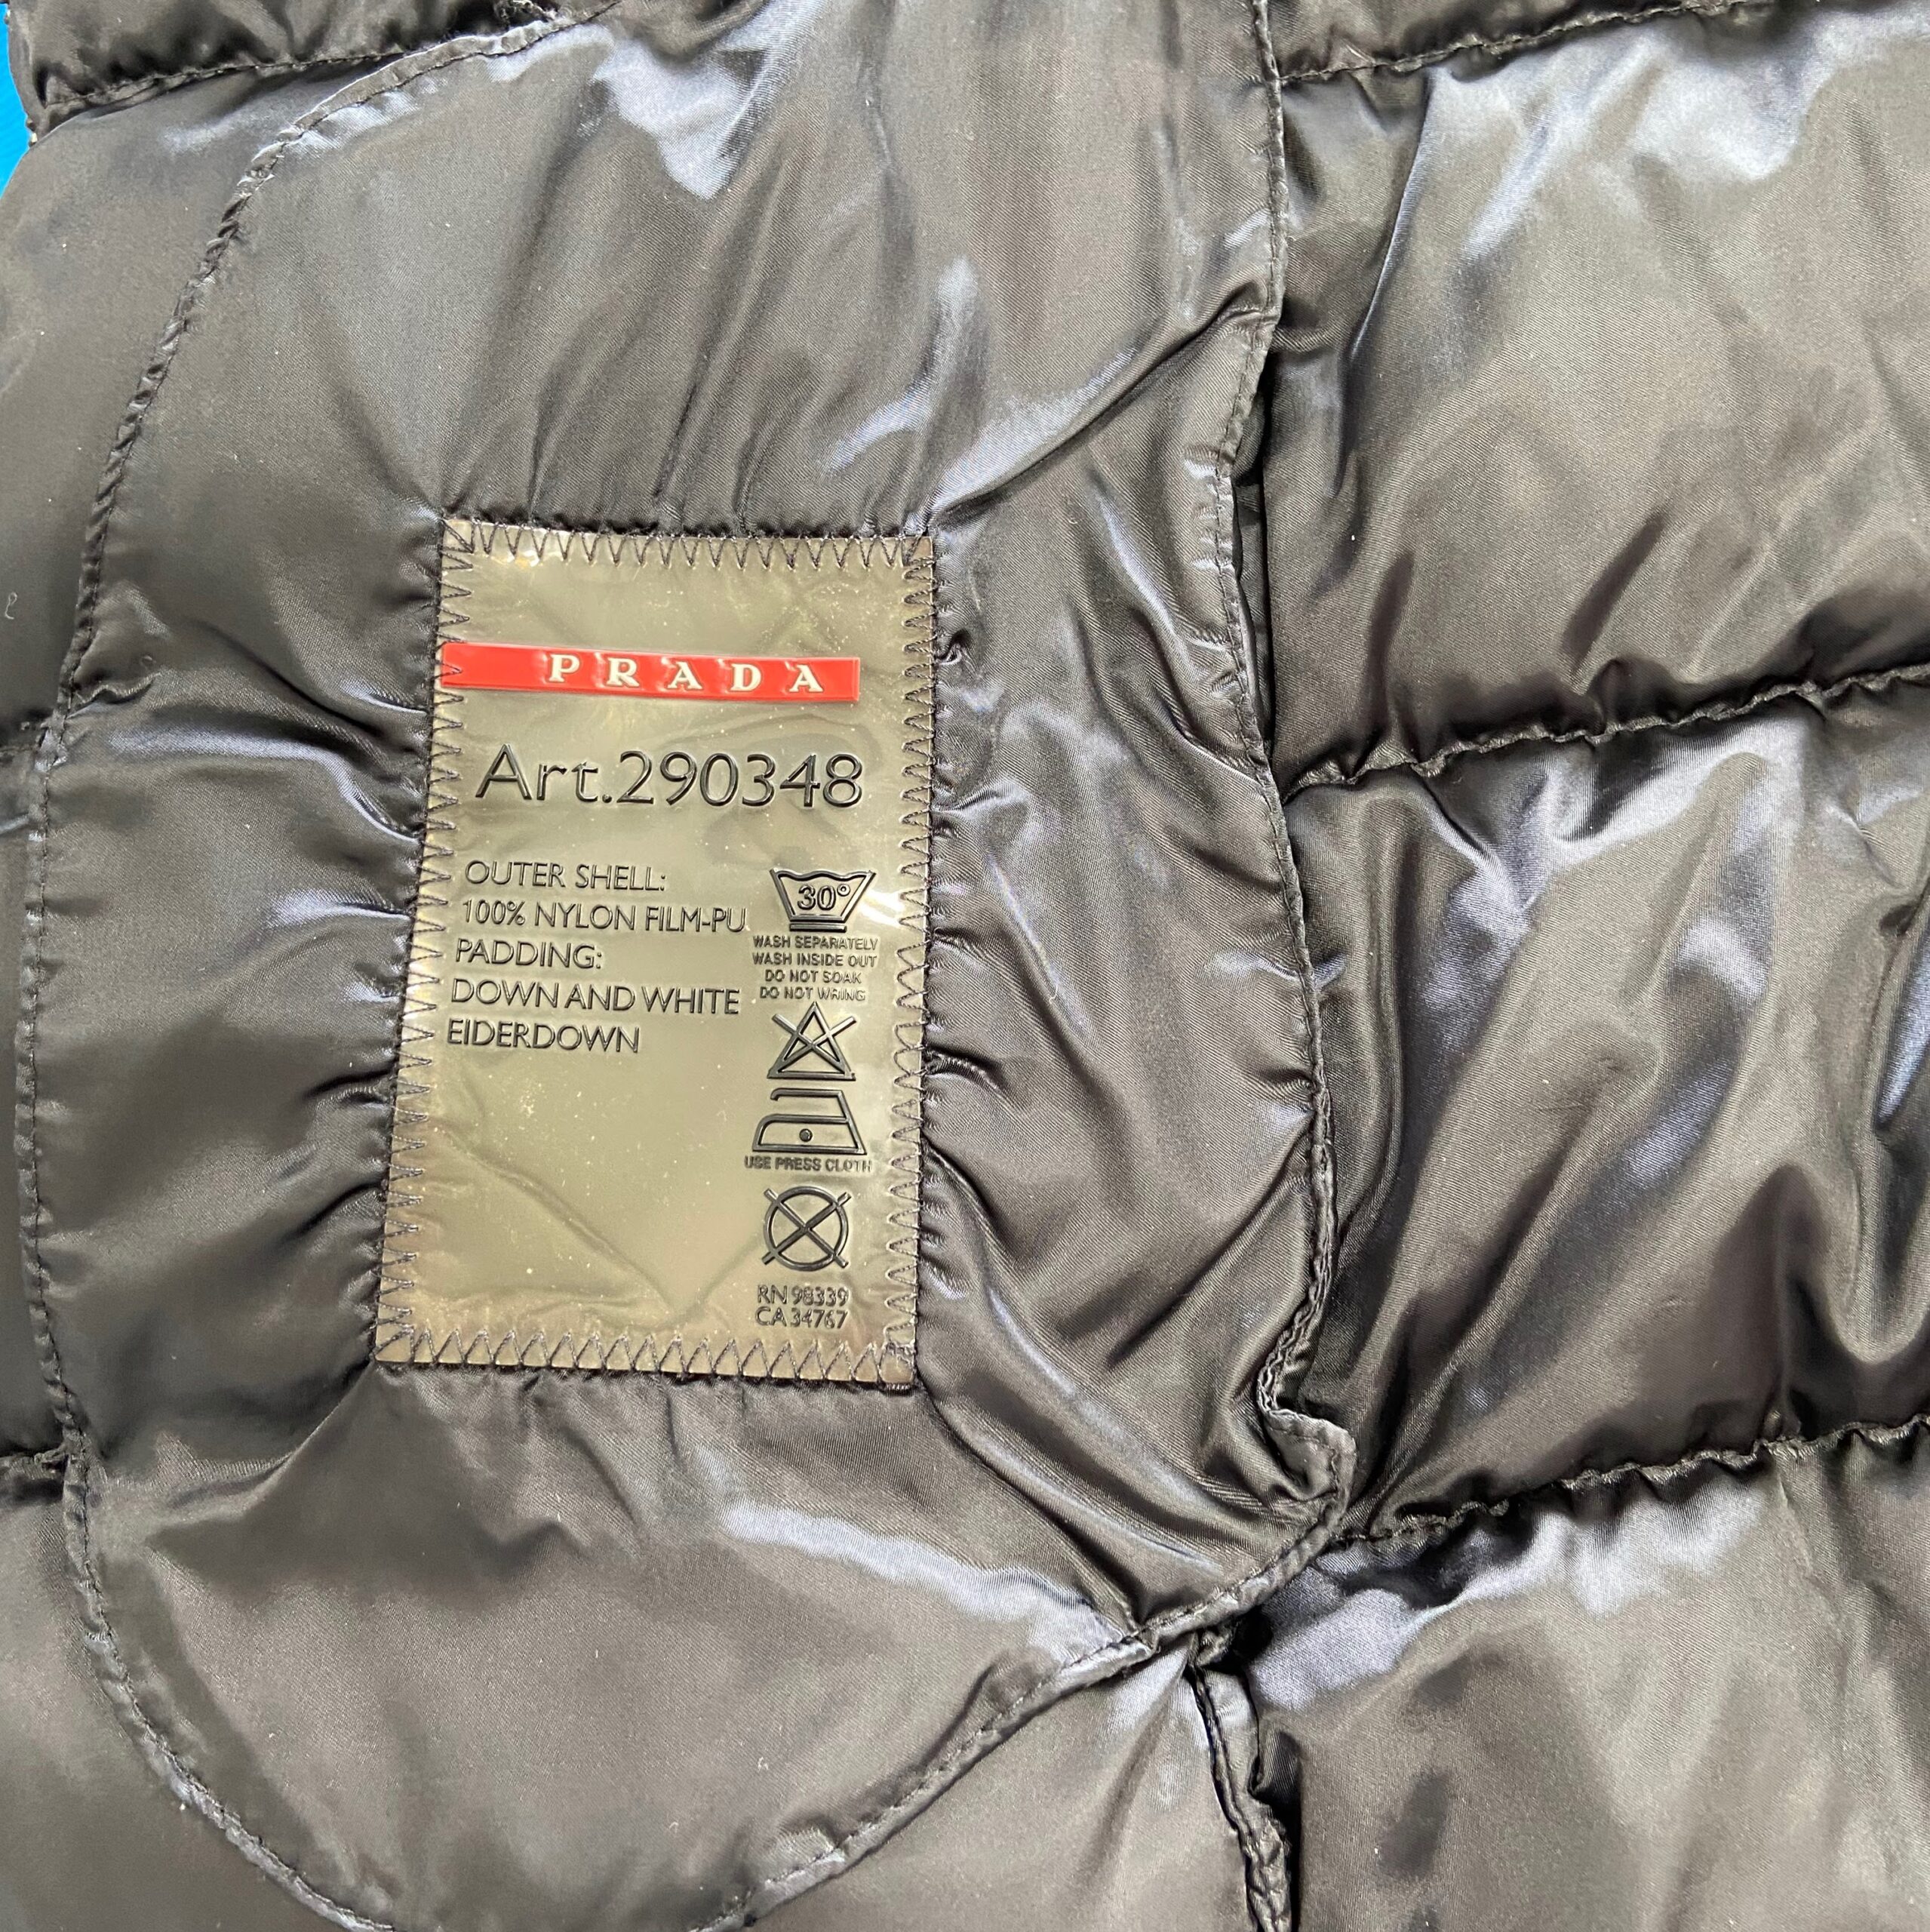 PRADA
Art.290348
OUTER SHELL:
100% NYLON FILM-PU
PADDING:
DOWN AND WHITE
EIDERDOWN
30°
WASH SEPARATELY
WASH INSIDE OUT
DO NOT SOAK
DO NOT WRING
USE PRESS CLOTH
RN 98339
CA 34767